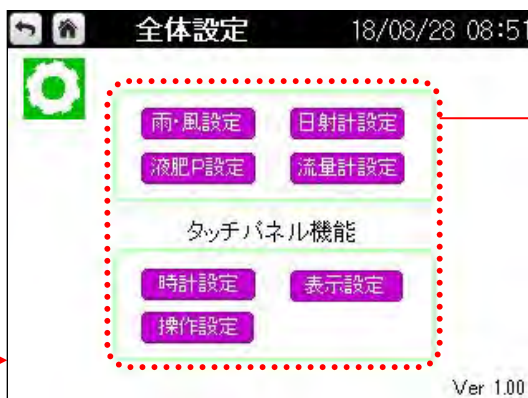 全体設定 18/08/28 08:51
雨・風設定 日射計設定
液肥P設定 流量計設定
タッチパネル機能
時計設定 表示設定
操作設定
Ver 1.00